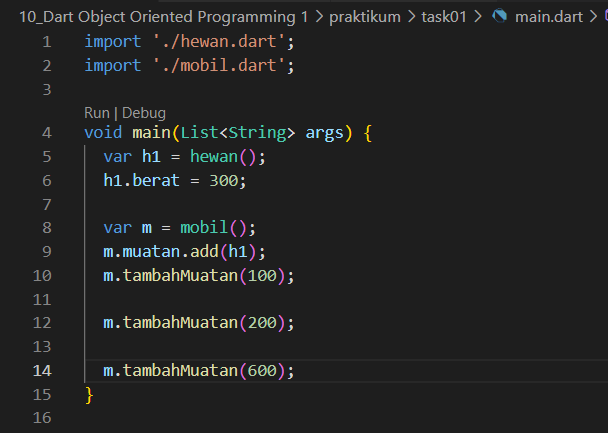 10_Dart Object Oriented Programming 1 > praktikum > task01 > main.dart >
1 import './hewan.dart';
2 import './mobil.dart';
3
Run | Debug
4 void main(List<String> args) {
5 var h1 = hewan();
6 h1.berat = 300;
7
8 var m = mobil();
9 m.muatan.add(h1);
10 m.tambahMuatan(100);
11
12 m.tambahMuatan(200);
13
14 m.tambahMuatan(600);
15 }
16